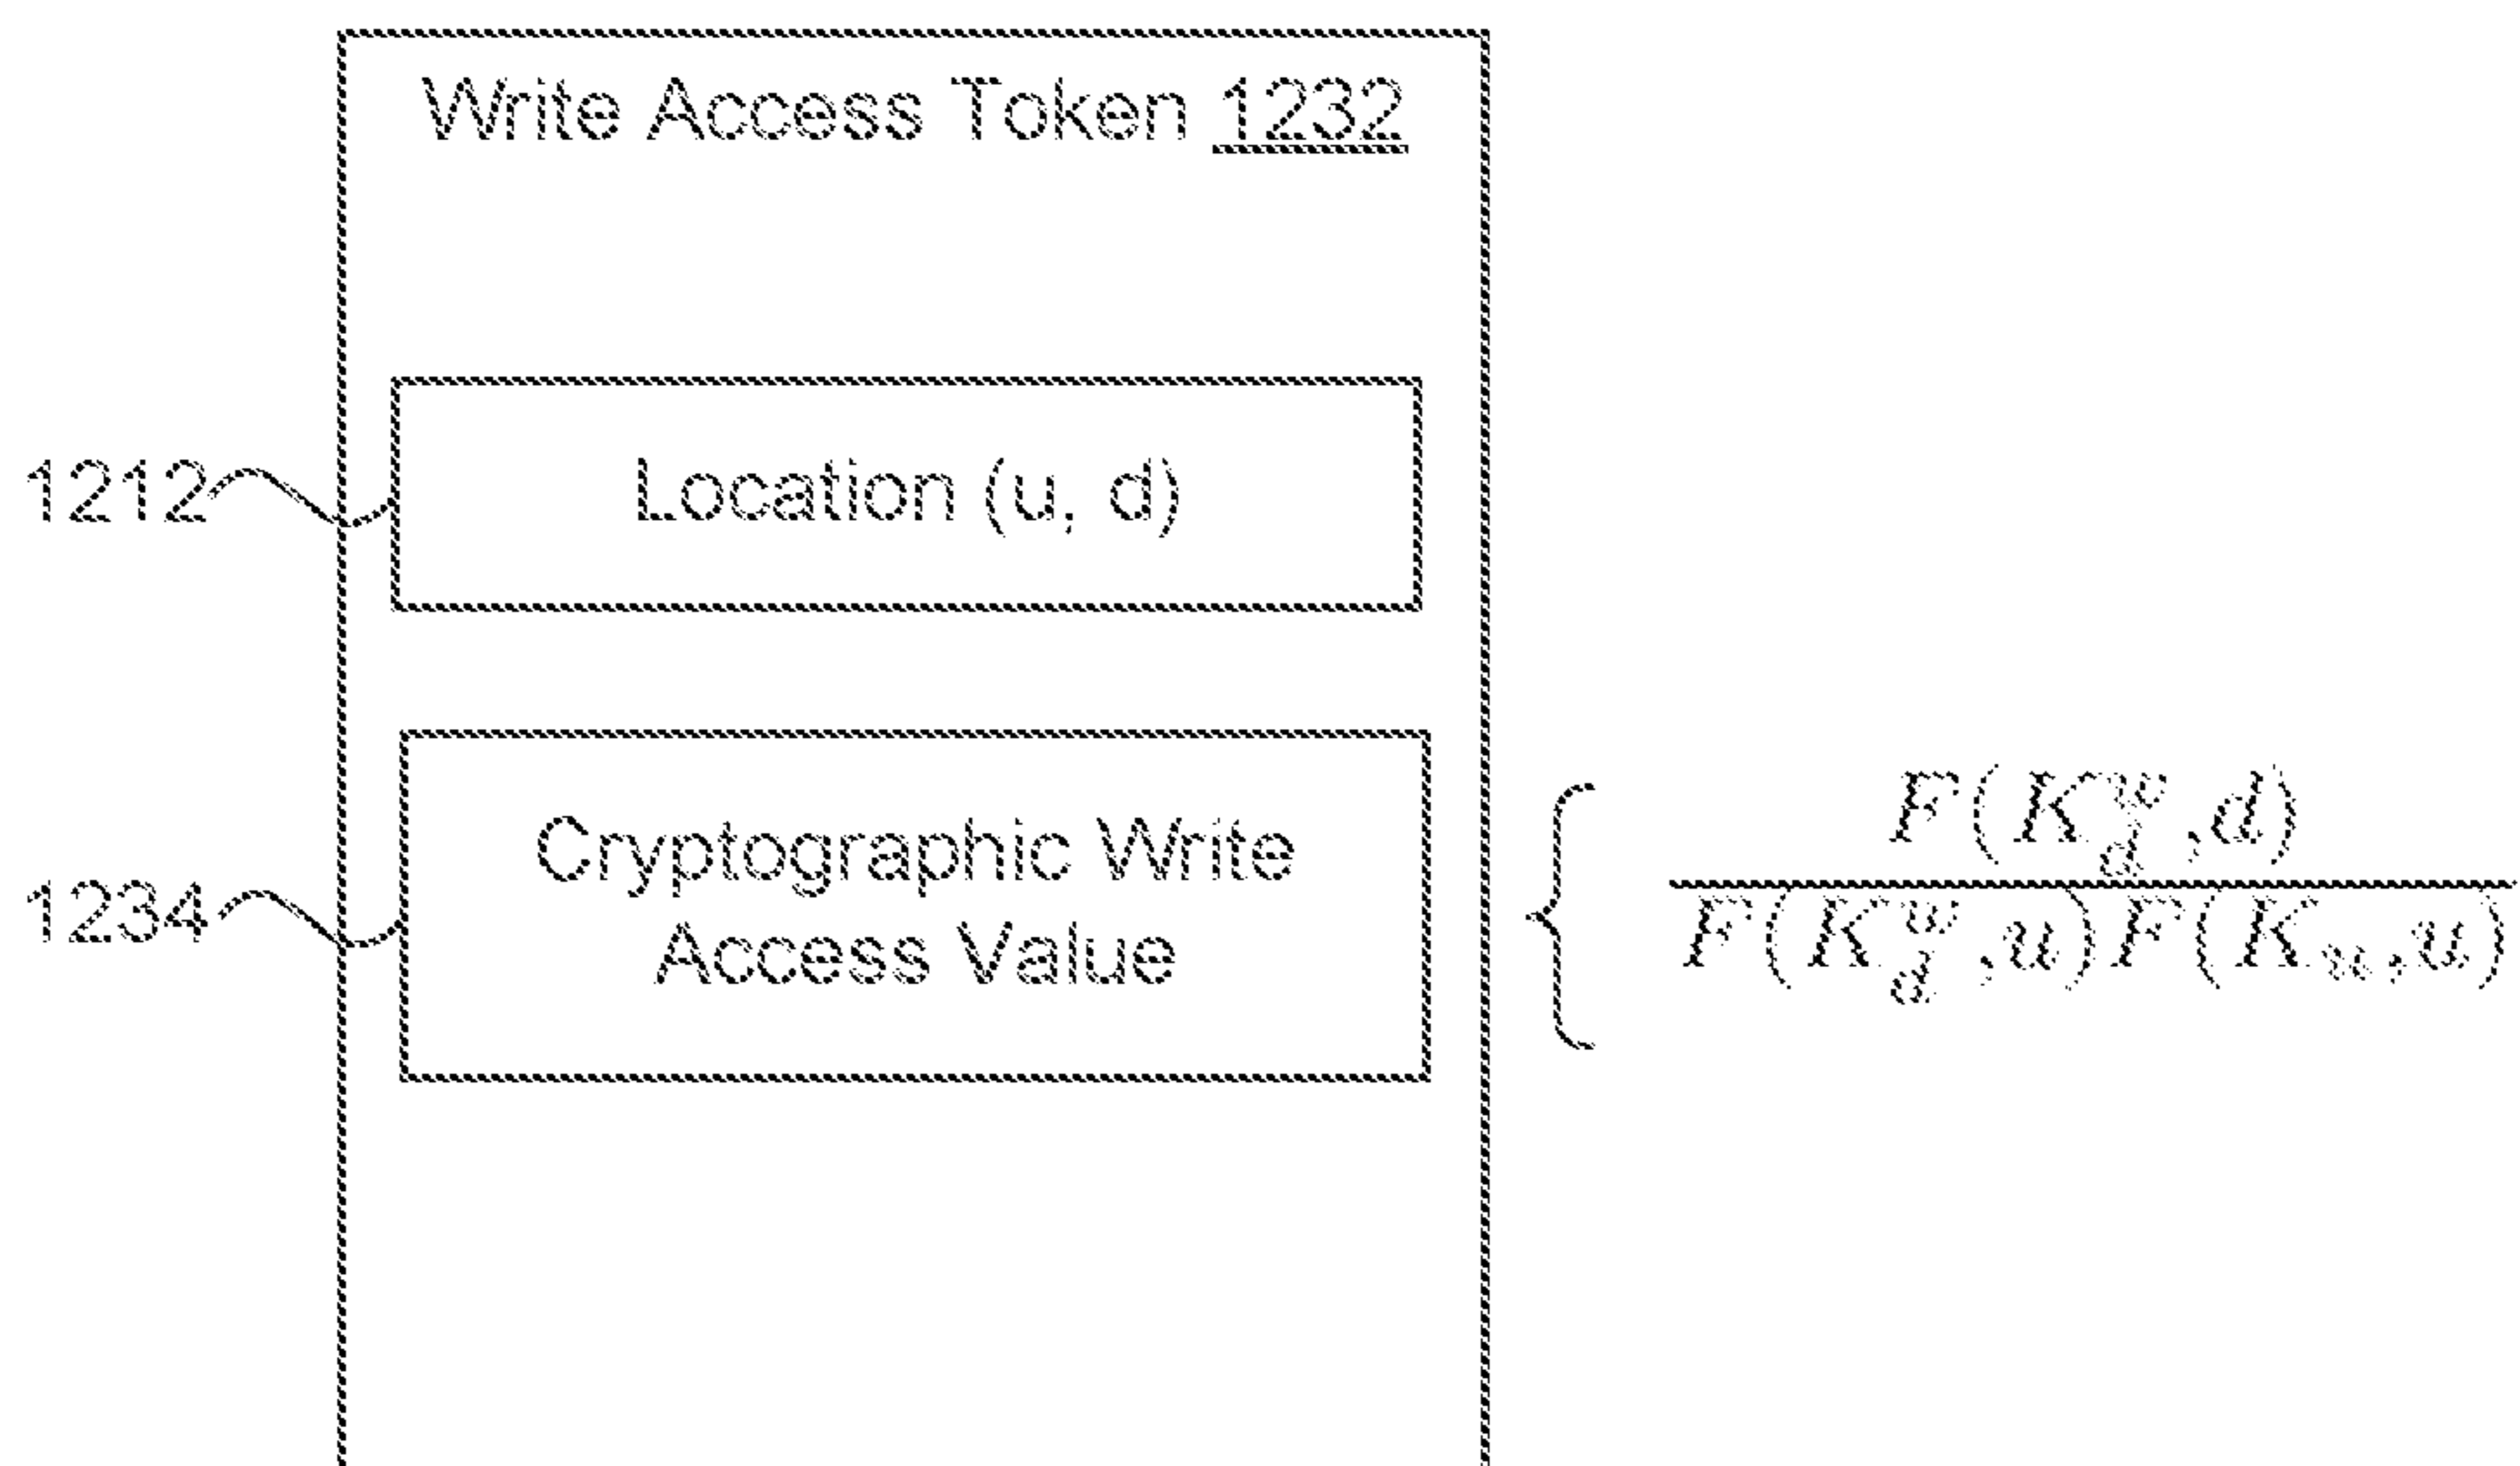 Write Access Token 1232
1212
Location (u, d)
1234
Cryptographic Write
Access Value
F(K_d^w, d)
F(K_d^w, u)F(K_u, u)